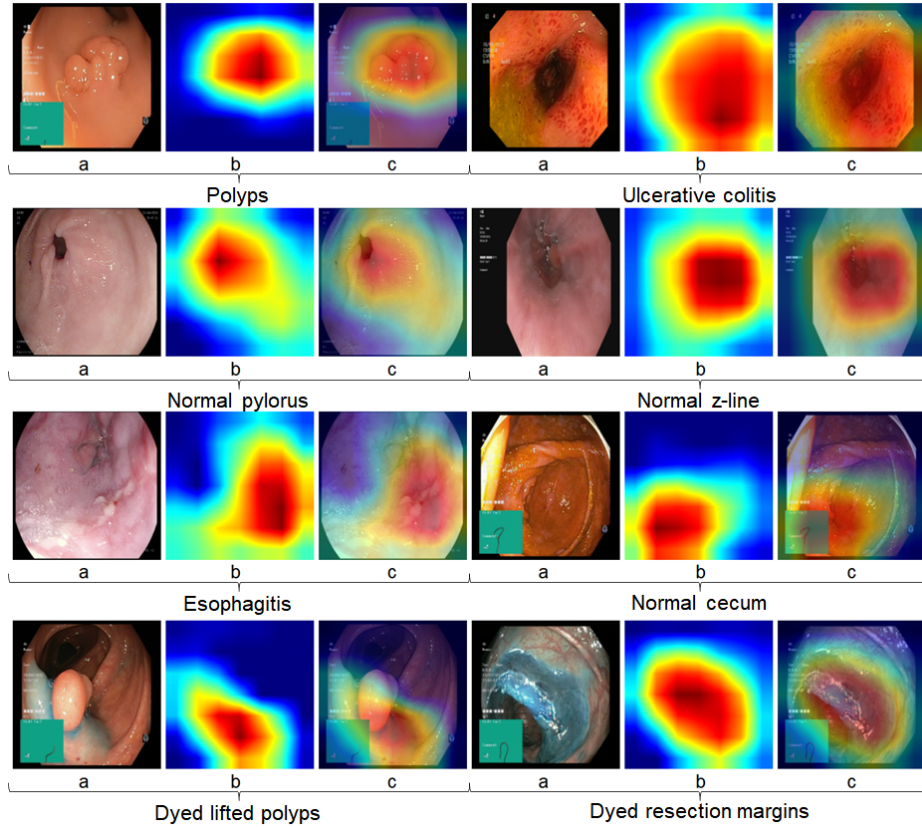 a b c a b c
Polyps Ulcerative colitis
a b c a b c
Normal pylorus Normal z-line
a b c a b c
Esophagitis Normal cecum
a b c a b c
Dyed lifted polyps Dyed resection margins